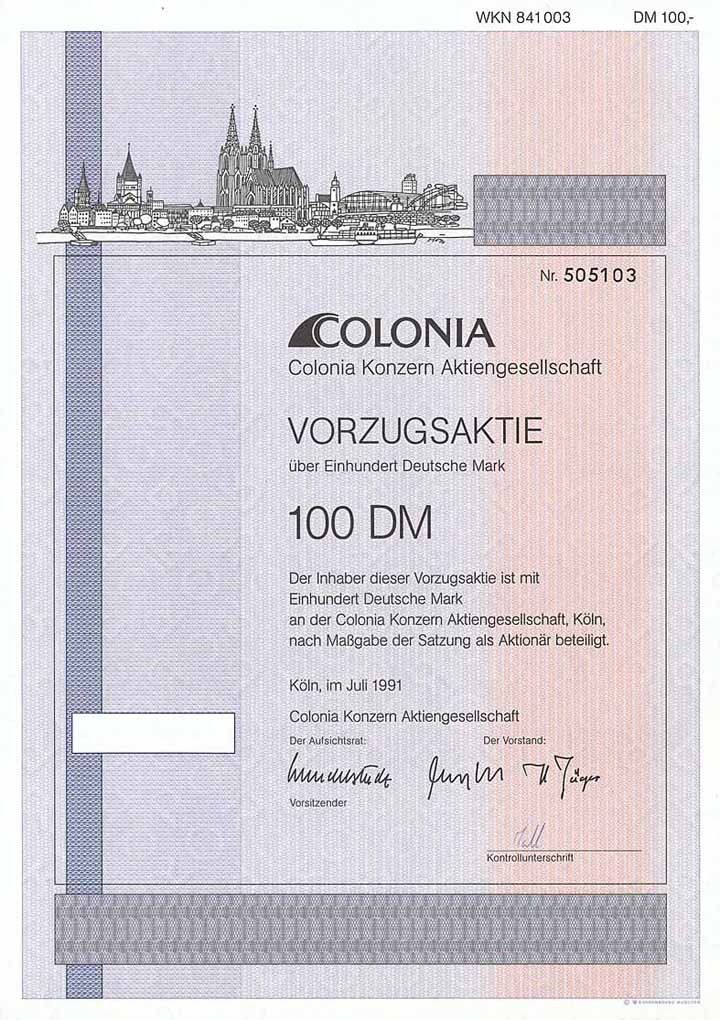 WKN 841003 DM 100,-
Nr. 505103
COLONIA
Colonia Konzern Aktiengesellschaft
VORZUGSAKTIE
über Einhundert Deutsche Mark
100 DM
Der Inhaber dieser Vorzugsaktie ist mit
Einhundert Deutsche Mark
an der Colonia Konzern Aktiengesellschaft, Köln,
nach Maßgabe der Satzung als Aktionär beteiligt.
Köln, im Juli 1991
Colonia Konzern Aktiengesellschaft
Der Aufsichtsrat: Der Vorstand:
Vorsitzender
Kontrollunterschrift